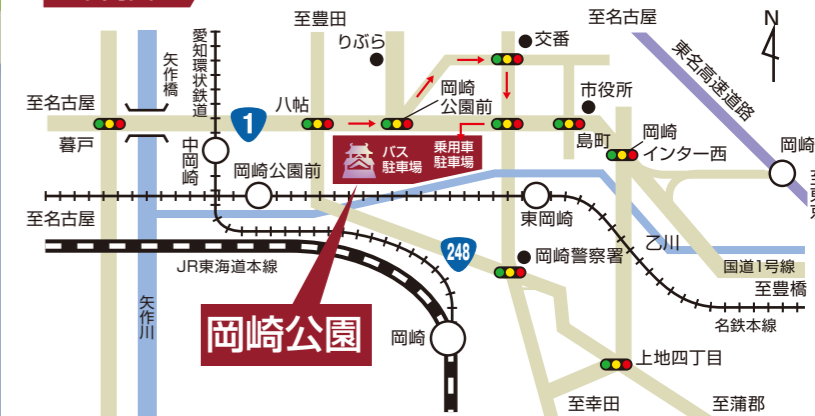 至豊田
至名古屋
N
愛知環状鉄道
りぶら
交番
東名高速道路
矢作橋
岡崎
公園前
市役所
至名古屋
八帖
1
暮戸
島町
岡崎
インター西
岡崎
中岡崎
岡崎公園前
バス
駐車場
乗用車
駐車場
至名古屋
東岡崎
乙川
248
岡崎警察署
国道1号線
JR東海道本線
至豊橋
矢作川
岡崎公園
岡崎
名鉄本線
上地四丁目
至幸田
至蒲郡